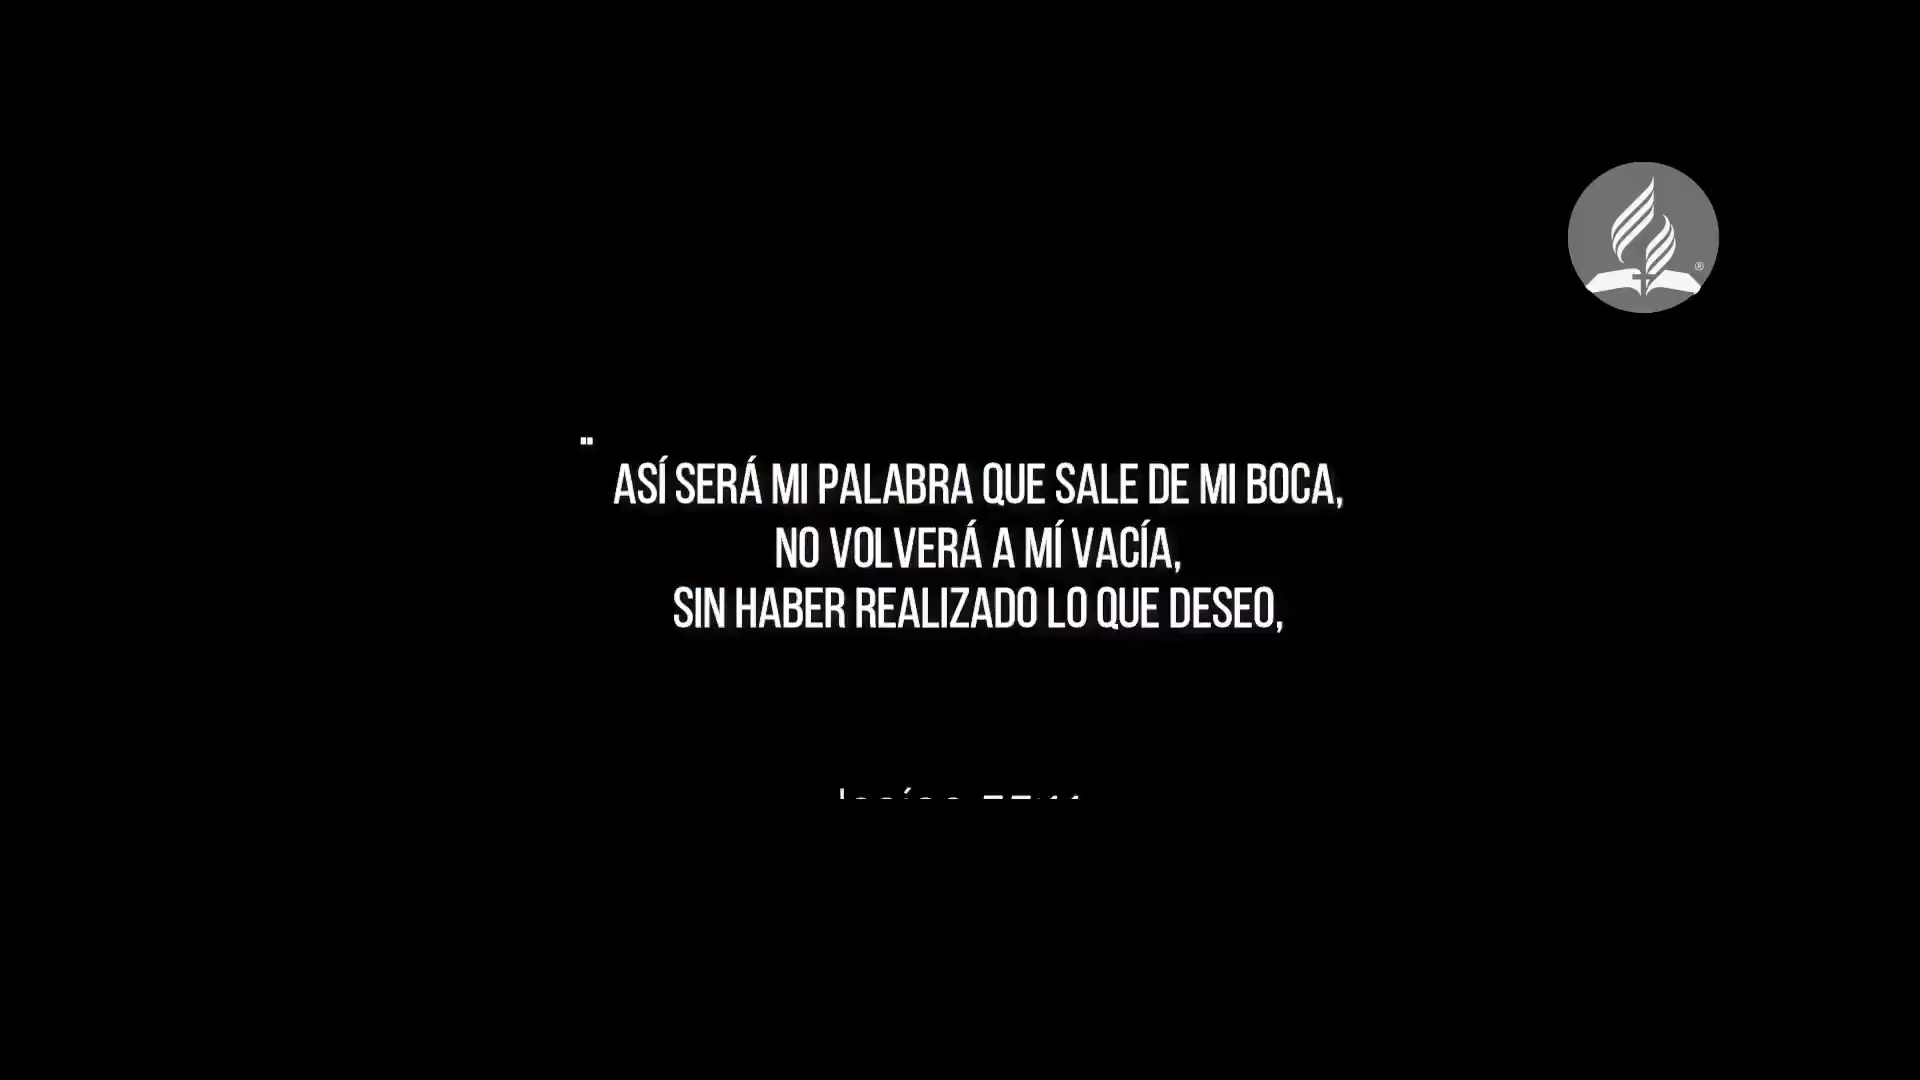 ¨
ASÍ SERÁ MI PALABRA QUE SALE DE MI BOCA,
NO VOLVERÁ A MÍ VACÍA,
SIN HABER REALIZADO LO QUE DESEO,